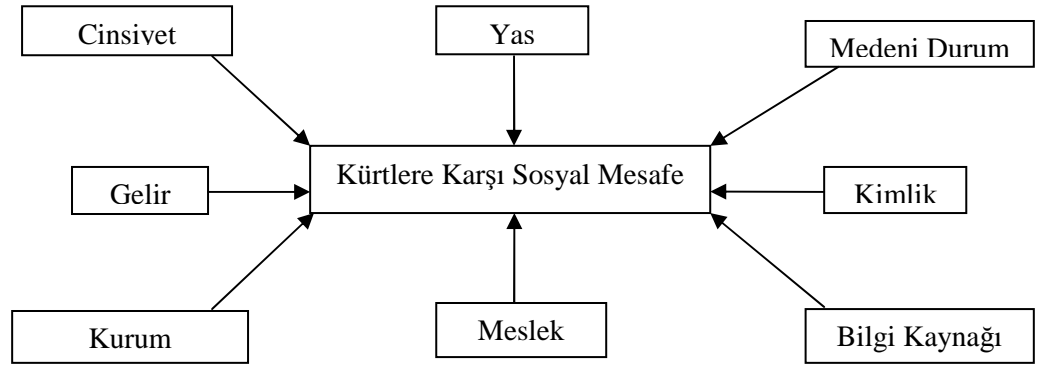 Cinsiyet
Yas
Medeni Durum
Kürtlere Karşı Sosyal Mesafe
Gelir
Kimlik
Kurum
Meslek
Bilgi Kaynağı